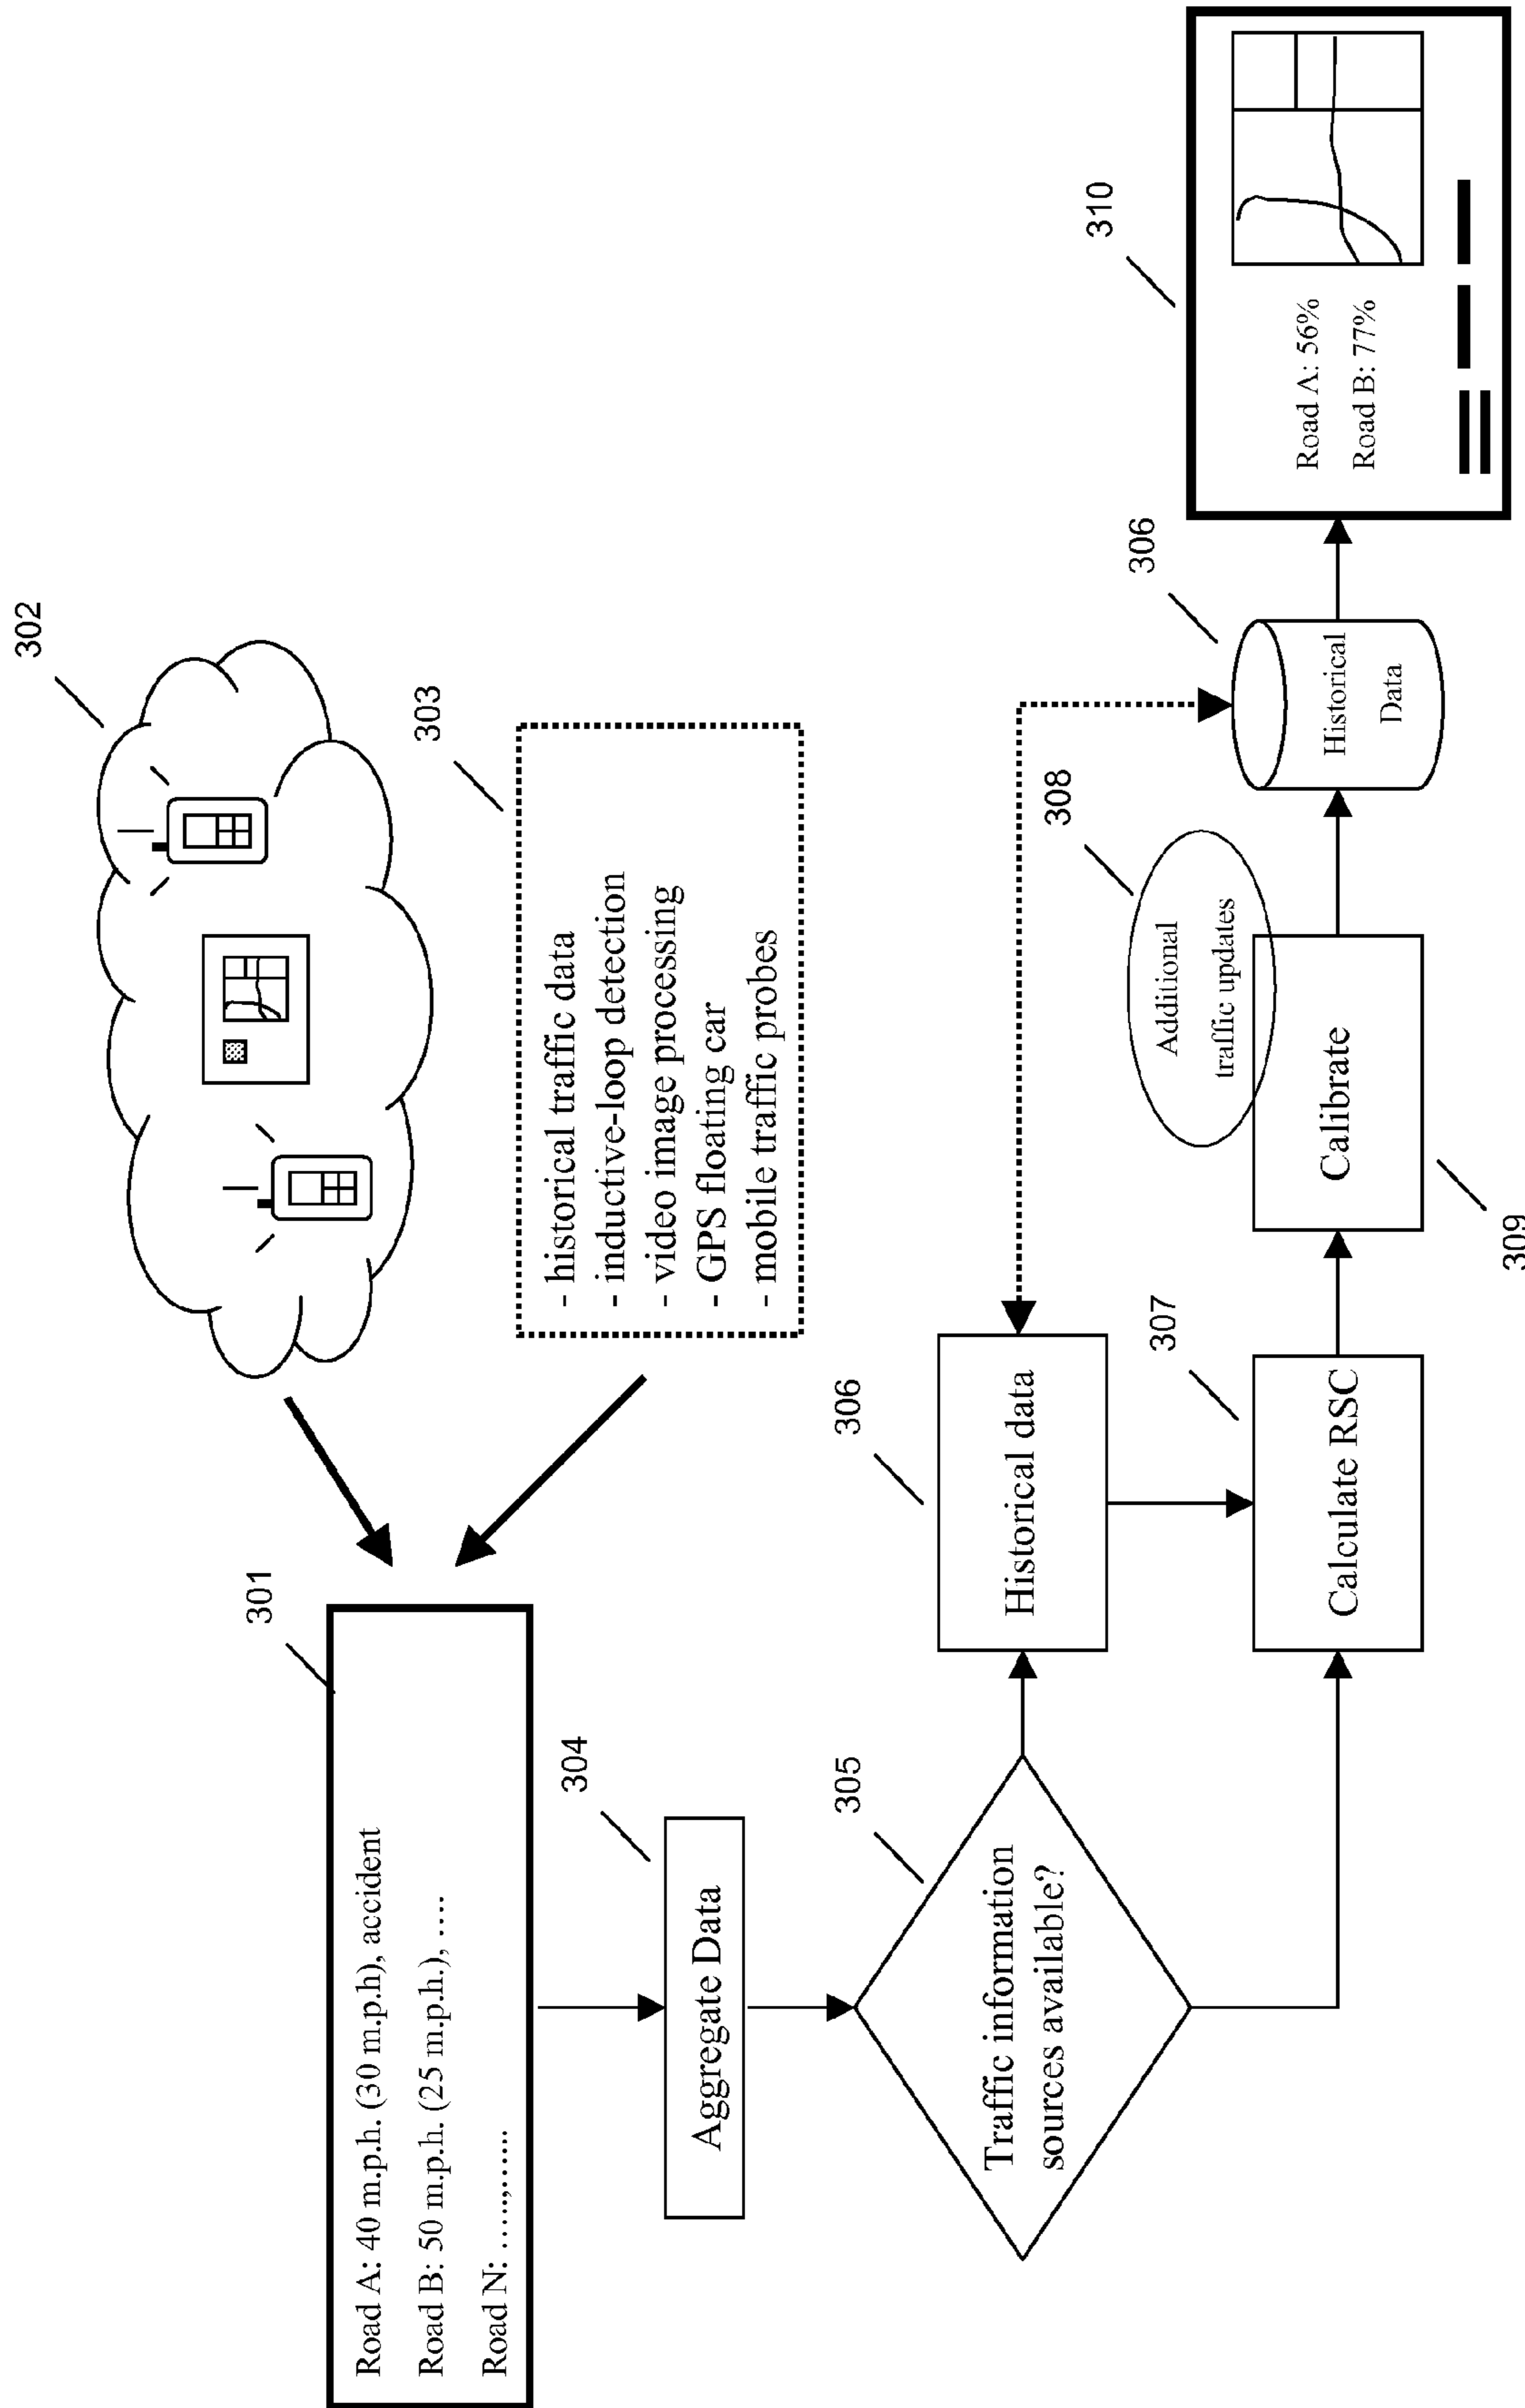 302
303
- historical traffic data
- inductive-loop detection
- video image processing
- GPS floating car
- mobile traffic probes
301
Road A: 40 m.p.h. (30 m.p.h), accident
Road B: 50 m.p.h. (25 m.p.h.), ....
Road N: ......,......
304
Aggregate Data
305
Traffic information
sources available?
306
Historical data
307
Calculate RSC
308
Additional
traffic updates
Calibrate
309
306
Historical
Data
310
Road A: 56%
Road B: 77%